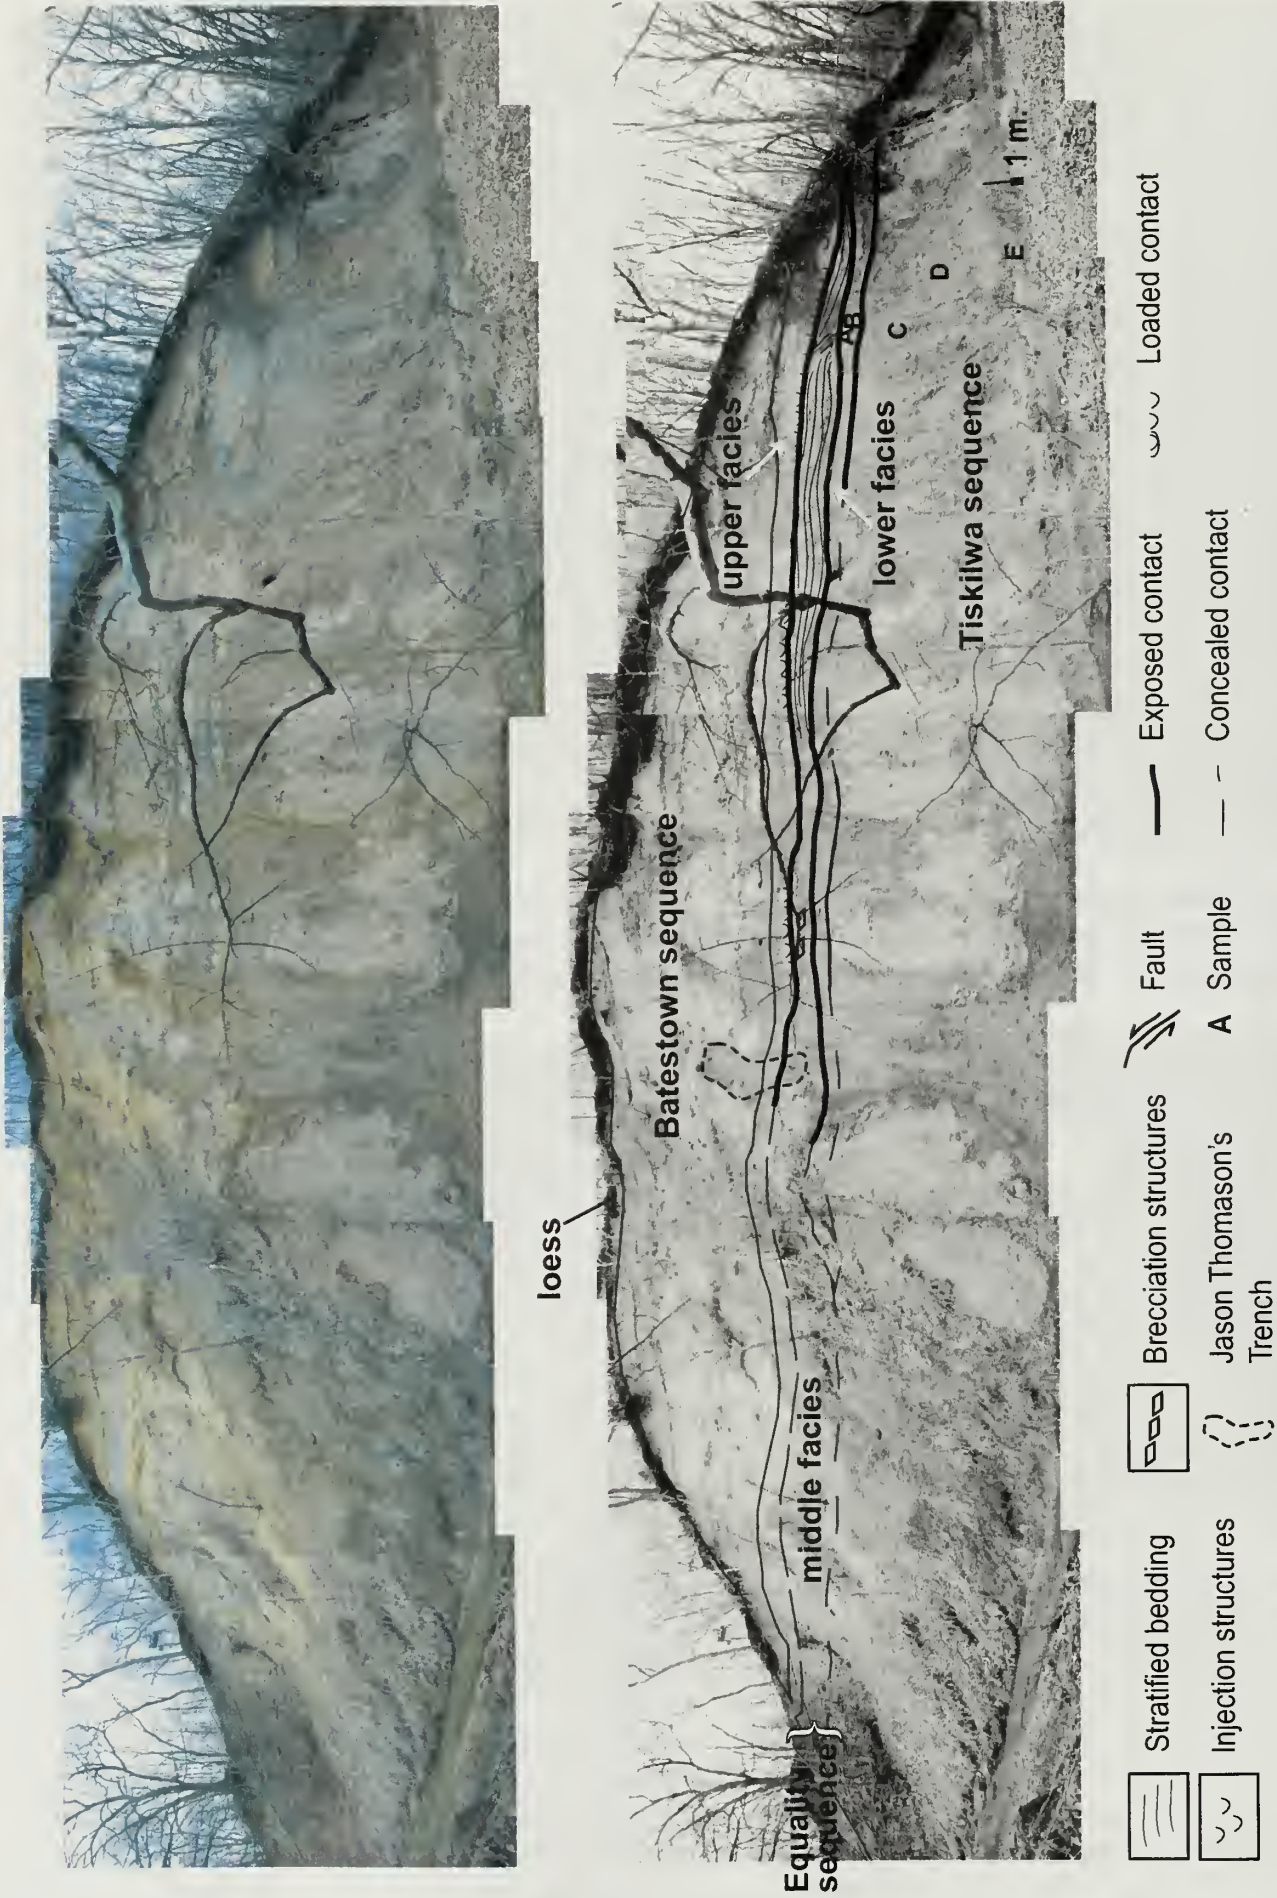 loess
Batestown sequence
upper facies
A B
C
D
E
1 m.
lower facies
Tiskilwa sequence
middle facies
Equality
sequence
Stratified bedding
Brecciation structures
Fault
Exposed contact
Loaded contact
Injection structures
Jason Thomason's
Trench
A Sample
Concealed contact